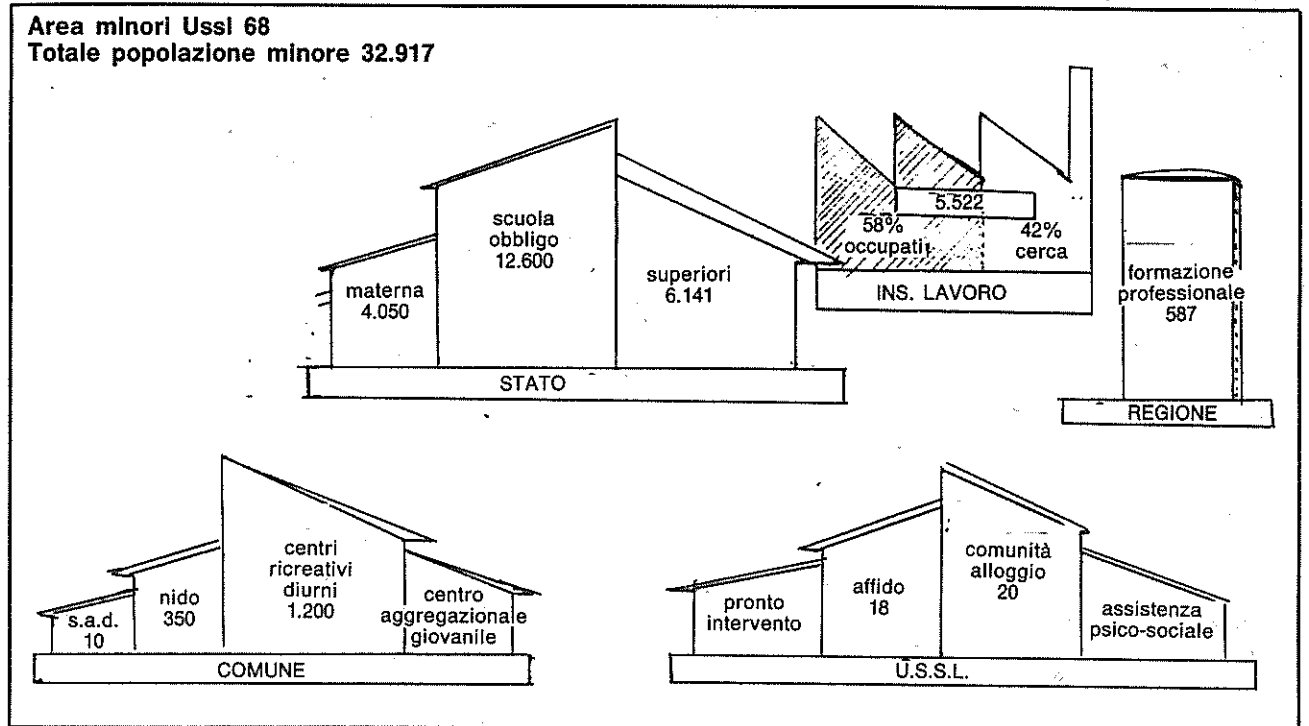 Area minori Ussl 68
Totale popolazione minore 32.917
materna
4.050
scuola
obbligo
12.600
superiori
6.141
STATO
5.522
58%
occupati
42%
cerca
INS. LAVORO
formazione
professionale
587
REGIONE
s.a.d.
10
nido
350
centri
ricreativi
diurni
1.200
centro
aggregazionale
giovanile
COMUNE
pronto
intervento
affido
18
comunità
alloggio
20
assistenza
psico-sociale
U.S.S.L.